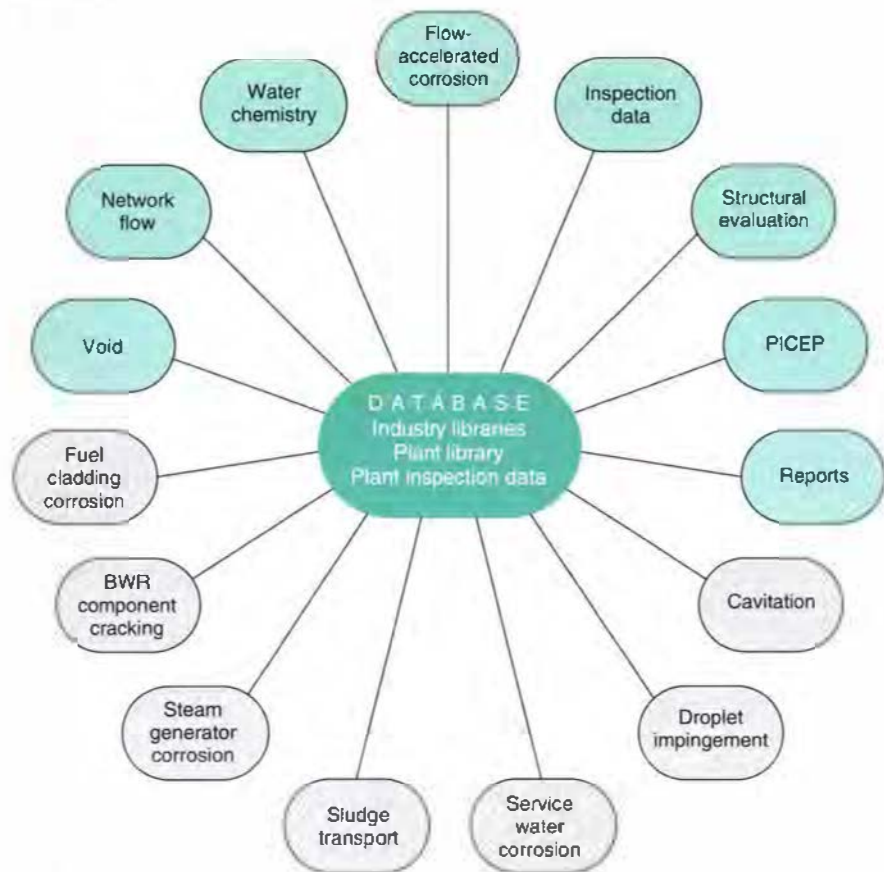 Flow-
accelerated
corrosion
Water
chemistry
Inspection
data
Network
flow
Structural
evaluation
Void
PICEP
DATABASE
Industry libraries
Plant library
Plant inspection data
Fuel
cladding
corrosion
Reports
BWR
component
cracking
Cavitation
Steam
generator
corrosion
Droplet
impingement
Sludge
transport
Service
water
corrosion